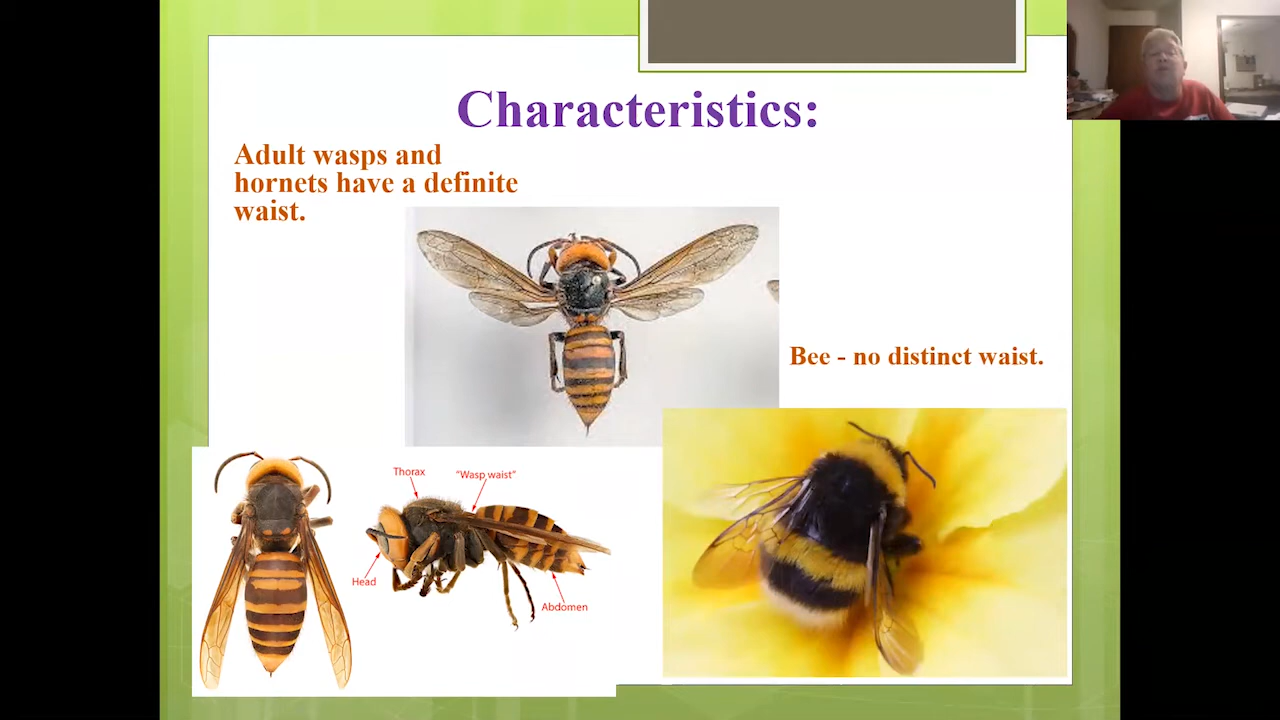 Characteristics:
Adult wasps and
hornets have a definite
waist.
Bee - no distinct waist.
Thorax
"Wasp waist"
Head
Abdomen